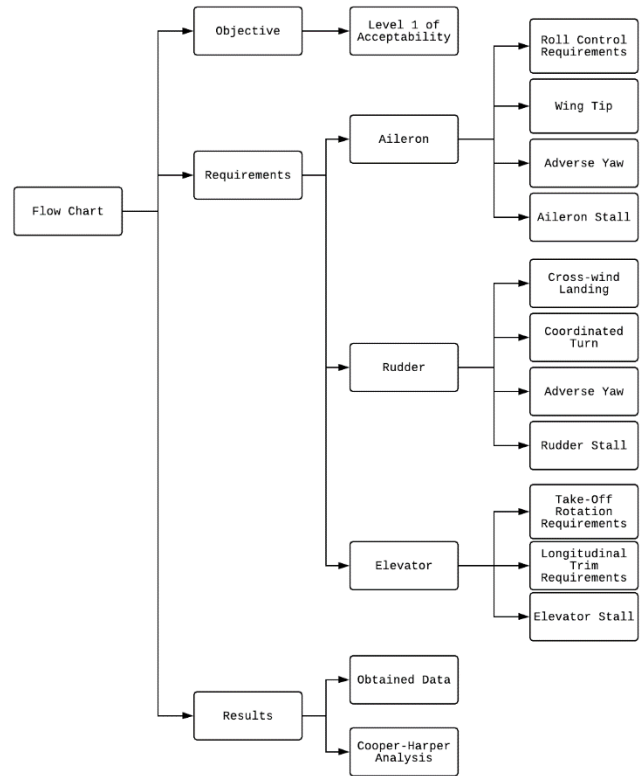 Flow Chart
Objective
Level 1 of
Acceptability
Requirements
Aileron
Roll Control
Requirements
Wing Tip
Adverse Yaw
Aileron Stall
Rudder
Cross-wind
Landing
Coordinated
Turn
Adverse Yaw
Rudder Stall
Elevator
Take-Off
Rotation
Requirements
Longitudinal
Trim
Requirements
Elevator Stall
Results
Obtained Data
Cooper-Harper
Analysis